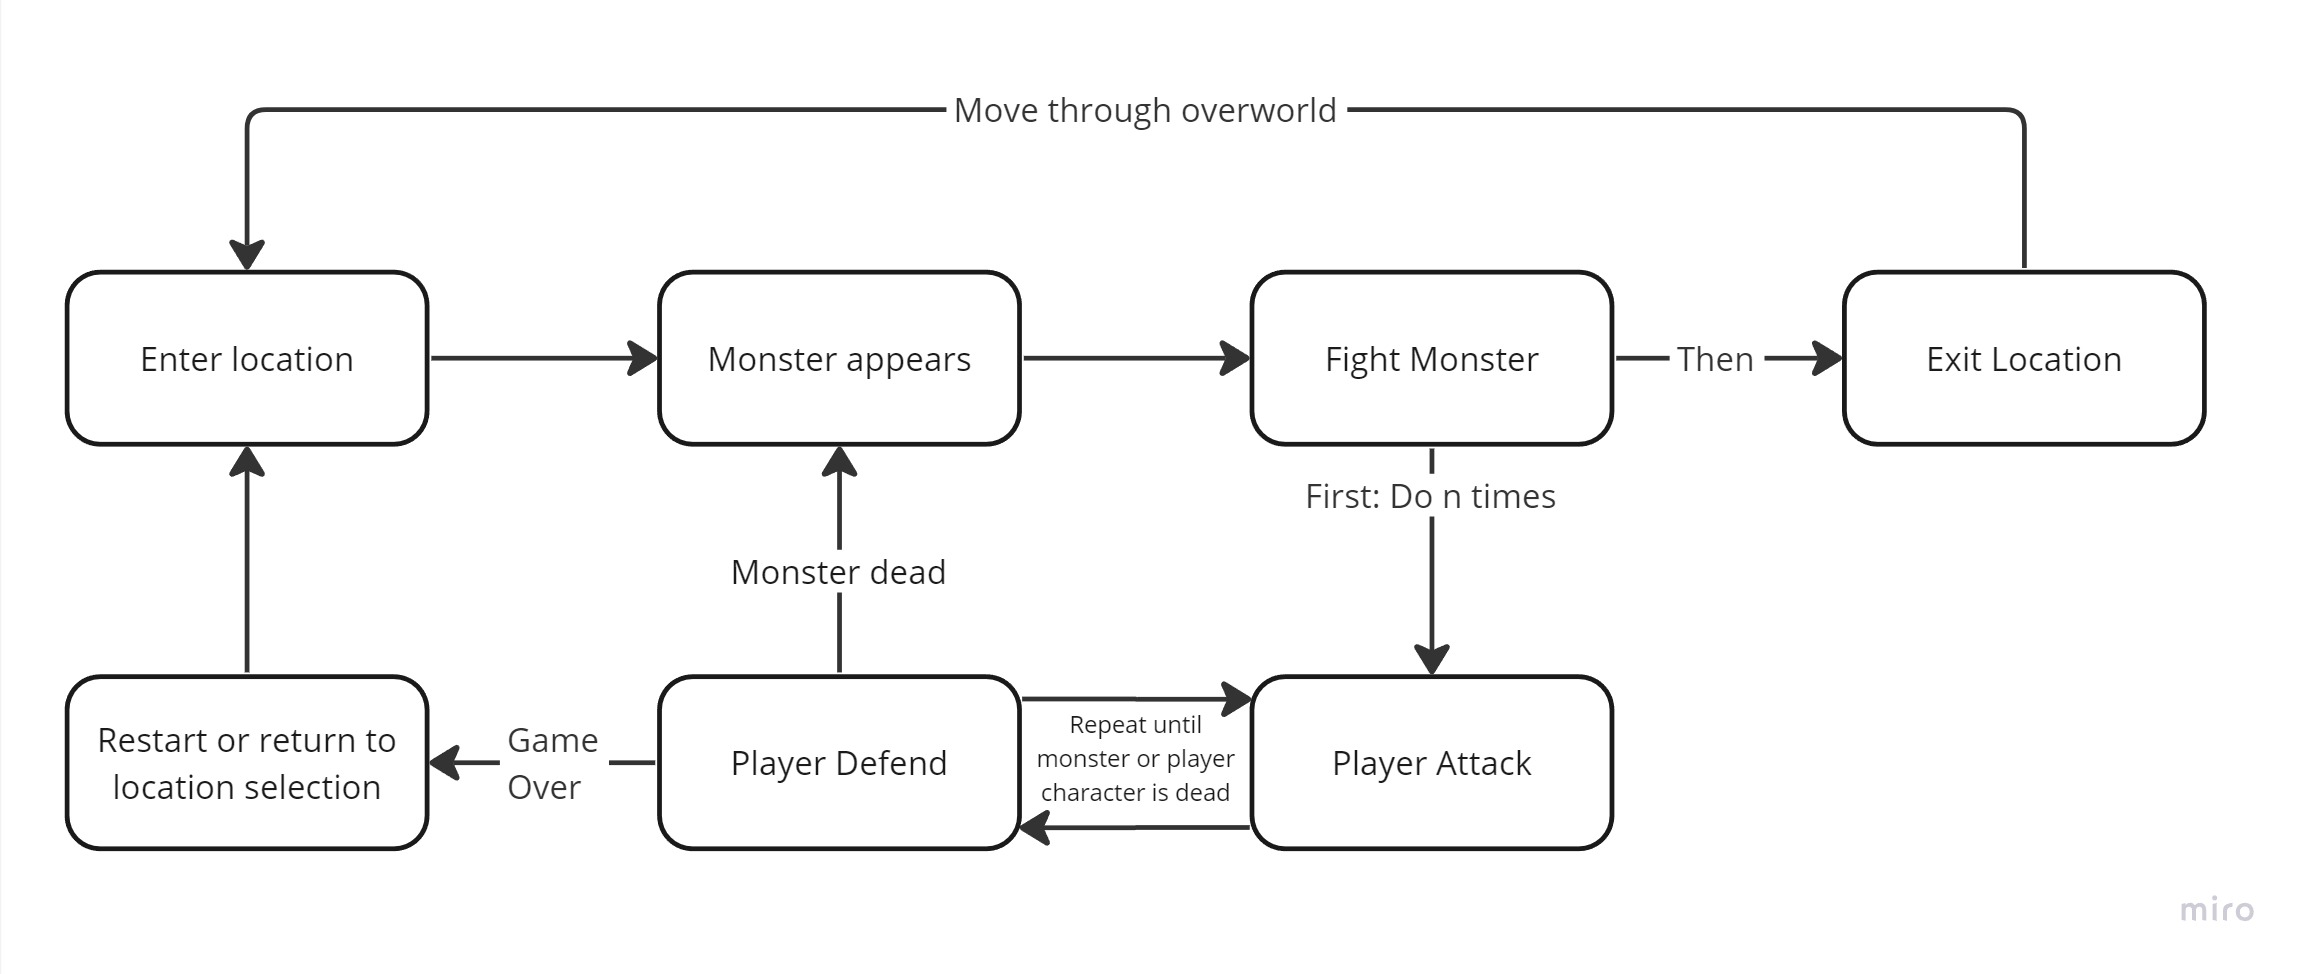 Move through overworld
Enter location
Monster appears
Fight Monster
Then
Exit Location
First: Do n times
Monster dead
Restart or return to
location selection
Game
Over
Player Defend
Repeat until
monster or player
character is dead
Player Attack
miro